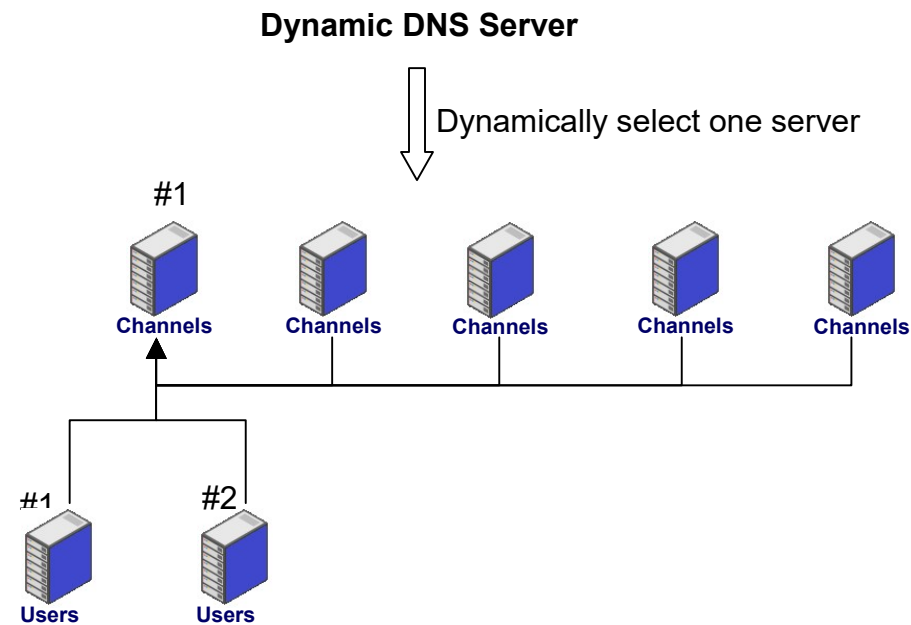 Dynamic DNS Server
Dynamically select one server
#1
Channels
Channels
Channels
Channels
Channels
#1
#2
Users
Users